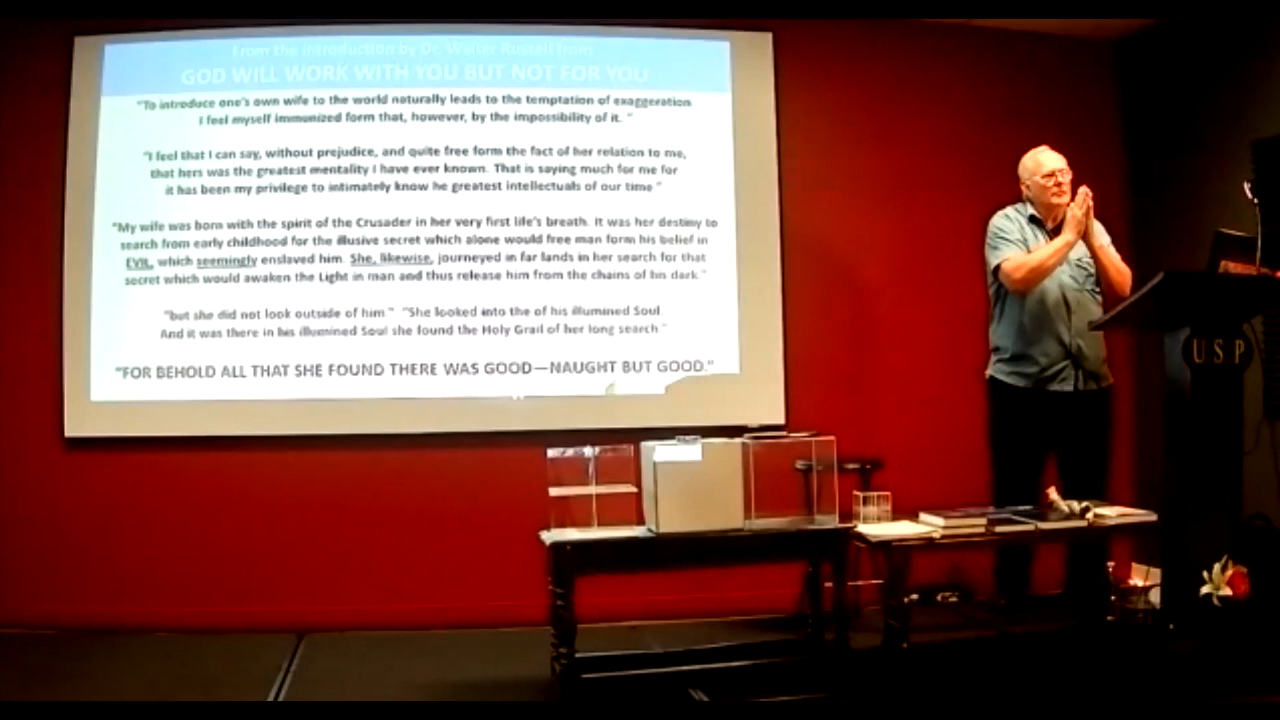 From the introduction by Dr. Walter Russell from
GOD WILL WORK WITH YOU BUT NOT FOR YOU
"To introduce one's own wife to the world naturally leads to the temptation of exaggeration
I feel myself immunized form that, however, by the impossibility of it. "
"I feel that I can say, without prejudice, and quite free form the fact of her relation to me,
that hers was the greatest mentality I have ever known. That is saying much for me for
it has been my privilege to intimately know he greatest intellectuals of our time "
"My wife was born with the spirit of the Crusader in her very first life's breath. It was her destiny to
search from early childhood for the illusive secret which alone would free man form his belief in
EVIL, which seemingly enslaved him. She, likewise, journeyed in far lands in her search for that
secret which would awaken the Light in man and thus release him from the chains of his dark."
"but she did not look outside of him " "She looked into the of his illumined Soul
And it was there in his illumined Soul she found the Holy Grail of her long search."
"FOR BEHOLD ALL THAT SHE FOUND THERE WAS GOOD—NAUGHT BUT GOOD."
USP